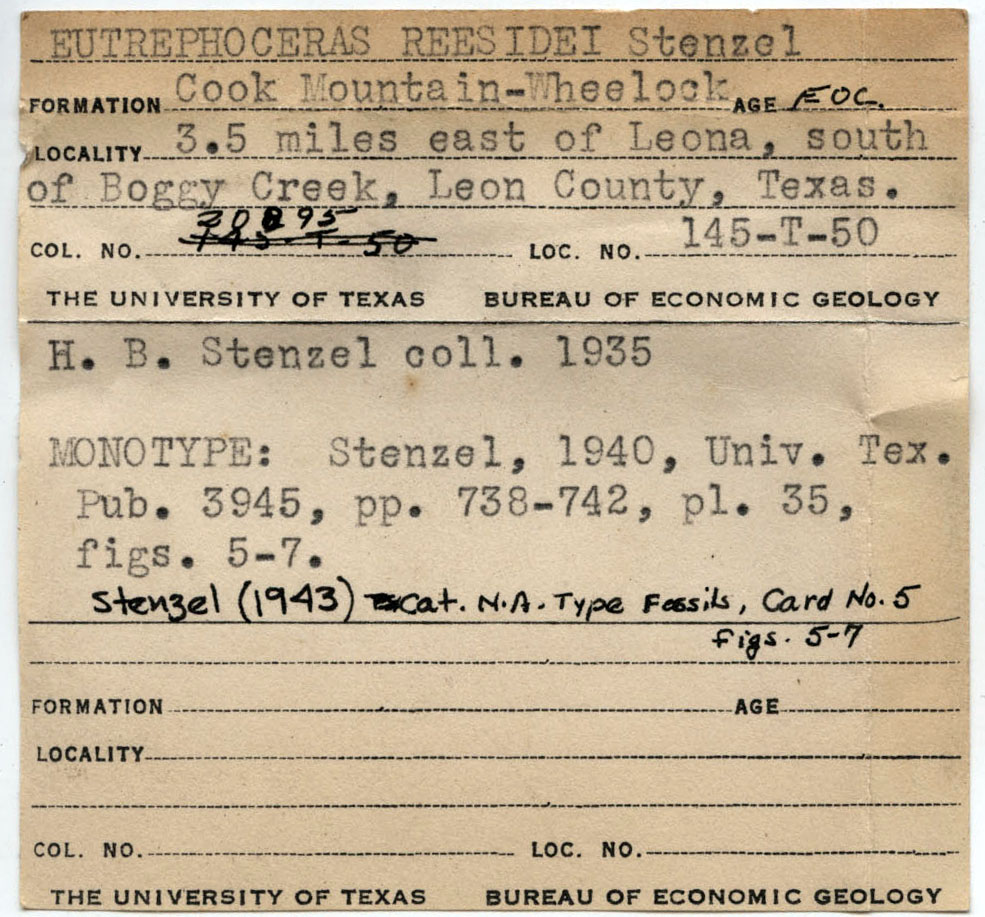 EUTREPHOCERAS REESIDEI Stenzel
FORMATION Cook Mountain-Wheelock AGE EOC.
LOCALITY 3.5 miles east of Leona, south
of Boggy Creek, Leon County, Texas.
20895
COL. NO. 145-T-50 LOC. NO. 145-T-50
THE UNIVERSITY OF TEXAS BUREAU OF ECONOMIC GEOLOGY
H. B. Stenzel coll. 1935
MONOTYPE: Stenzel, 1940, Univ. Tex.
Pub. 3945, pp. 738-742, pl. 35,
figs. 5-7.
Stenzel (1943) Cat. N.A. Type Fossils, Card No. 5
figs. 5-7
FORMATION AGE
LOCALITY
COL. NO. LOC. NO.
THE UNIVERSITY OF TEXAS BUREAU OF ECONOMIC GEOLOGY